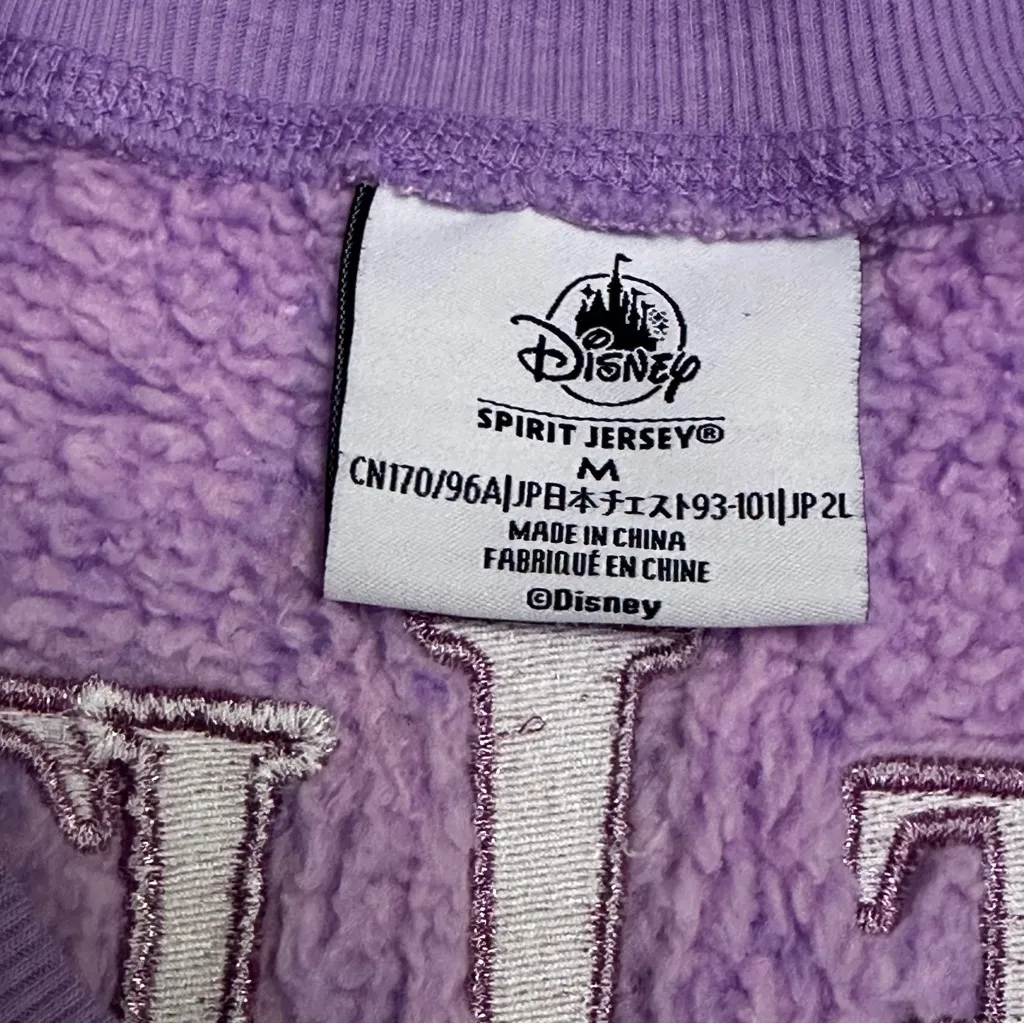 Disney
SPIRIT JERSEY®
M
CN170/96A|JP日本チェスト93-101|JP 2L
MADE IN CHINA
FABRIQUÉ EN CHINE
©Disney